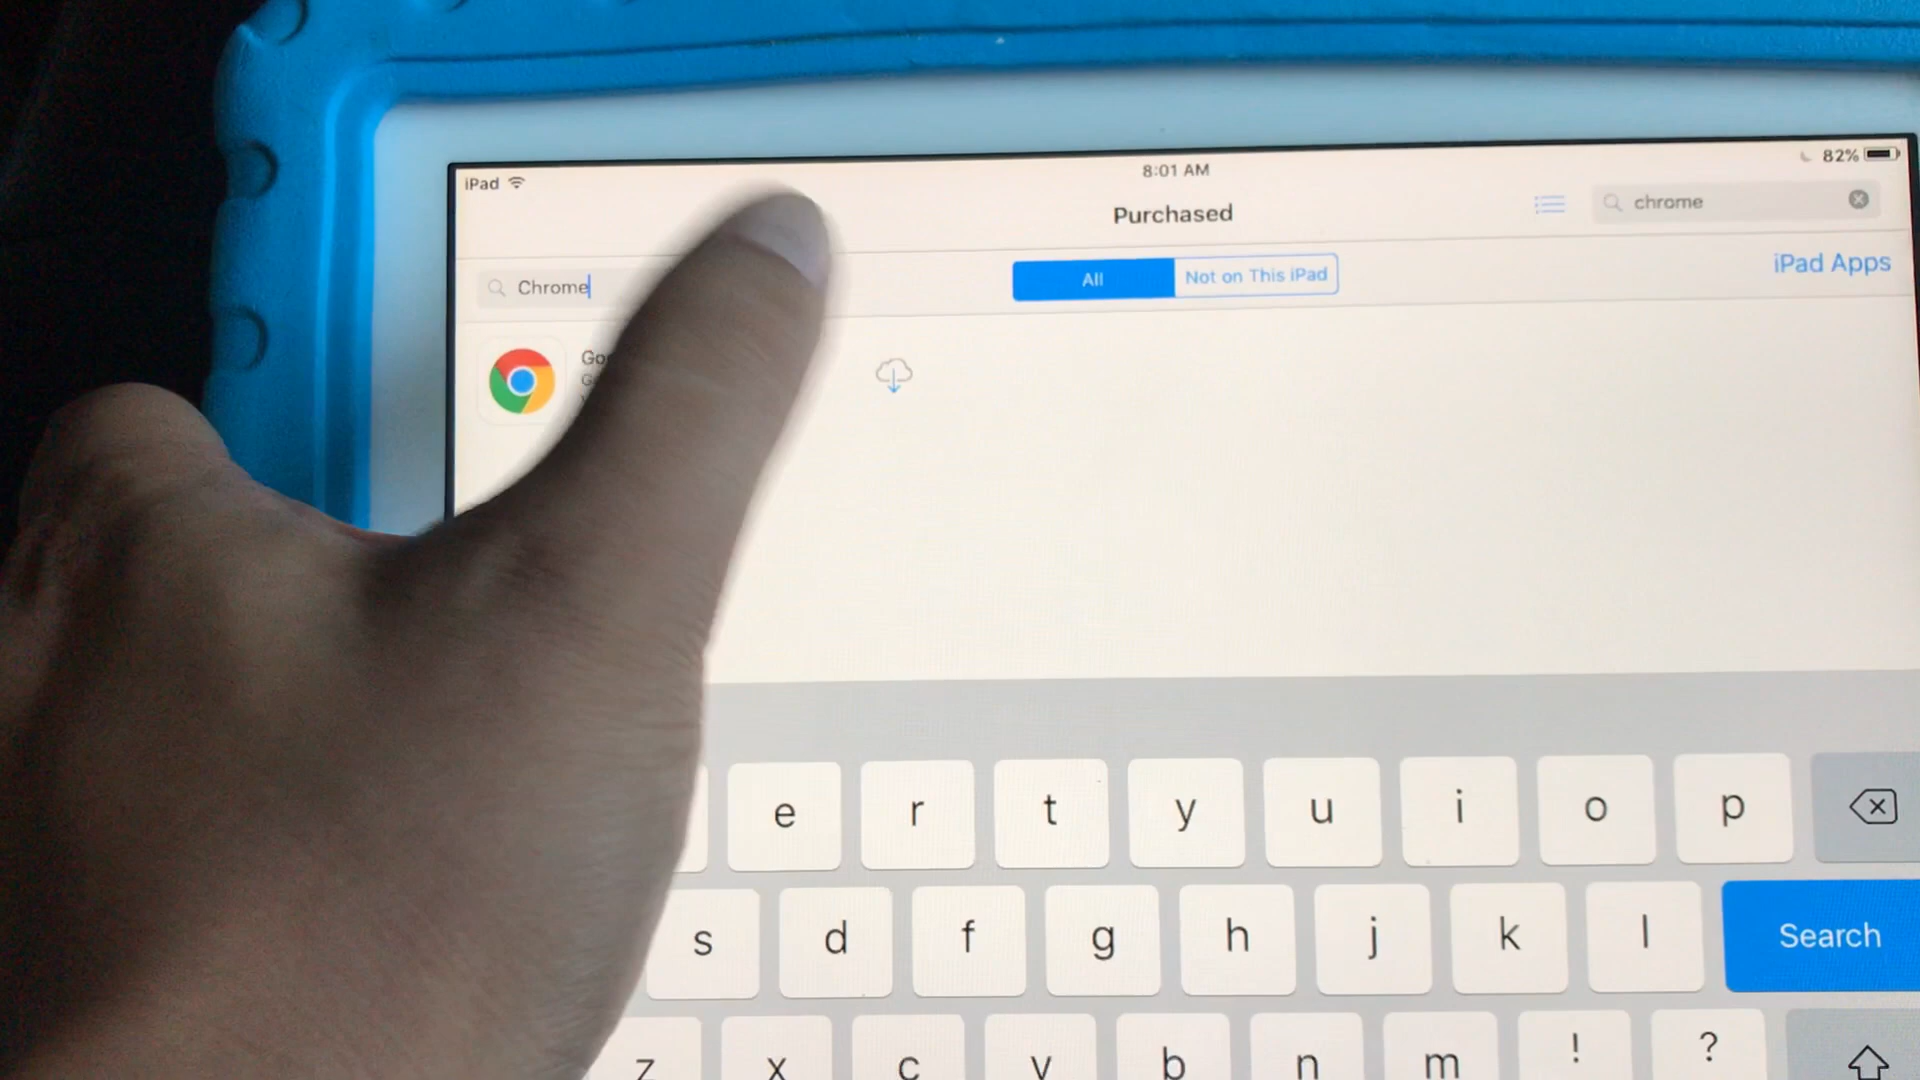 iPad
8:01 AM
82%
Purchased
chrome
Chrome
All
Not on This iPad
iPad Apps
e r t y u i o p
s d f g h j k l Search
z x c v b n m ! ?